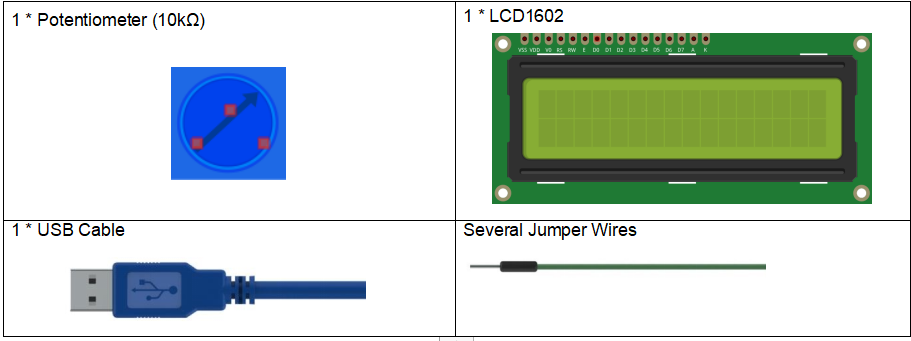 1 * Potentiometer (10kΩ)
1 * LCD1602
VSS VDD V0 RS RW E D0 D1 D2 D3 D4 D5 D6 D7 A K
1 * USB Cable
Several Jumper Wires